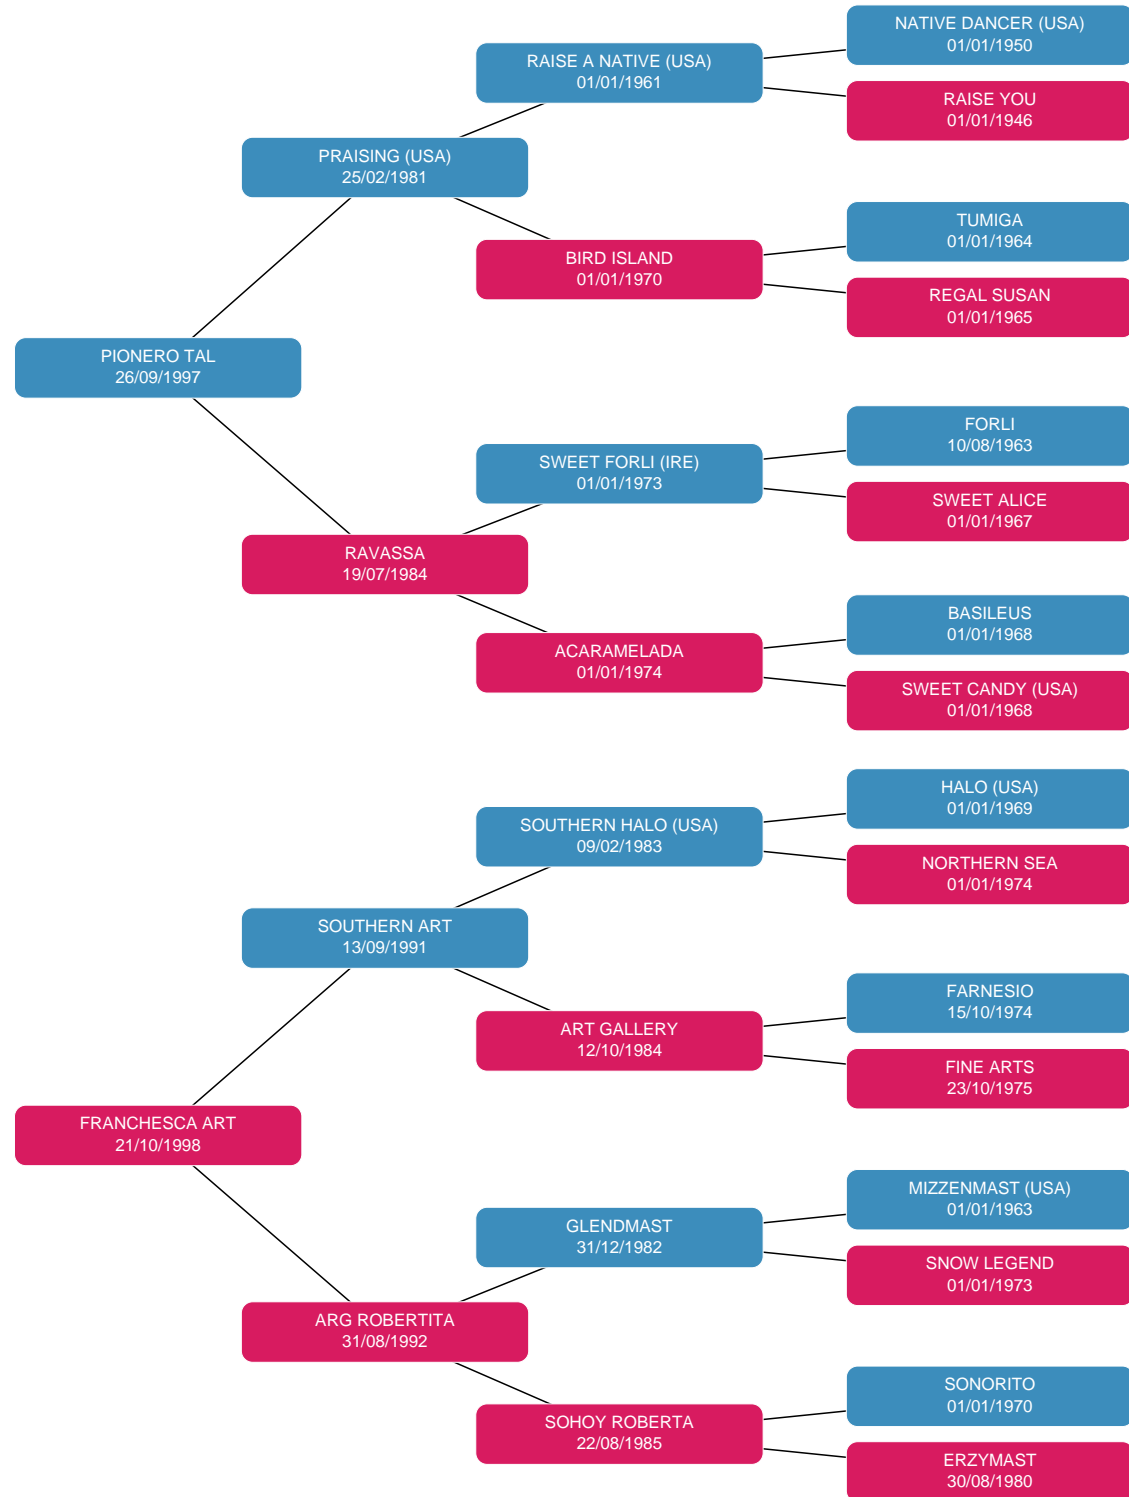 NATIVE DANCER (USA)
01/01/1950
RAISE A NATIVE (USA)
01/01/1961
RAISE YOU
01/01/1946
PRAISING (USA)
25/02/1981
TUMIGA
01/01/1964
BIRD ISLAND
01/01/1970
REGAL SUSAN
01/01/1965
PIONERO TAL
26/09/1997
FORLI
10/08/1963
SWEET FORLI (IRE)
01/01/1973
SWEET ALICE
01/01/1967
RAVASSA
19/07/1984
BASILEUS
01/01/1968
ACARAMELADA
01/01/1974
SWEET CANDY (USA)
01/01/1968
HALO (USA)
01/01/1969
SOUTHERN HALO (USA)
09/02/1983
NORTHERN SEA
01/01/1974
SOUTHERN ART
13/09/1991
FARNESIO
15/10/1974
ART GALLERY
12/10/1984
FINE ARTS
23/10/1975
FRANCHESCA ART
21/10/1998
MIZZENMAST (USA)
01/01/1963
GLENDMAST
31/12/1982
SNOW LEGEND
01/01/1973
ARG ROBERTITA
31/08/1992
SONORITO
01/01/1970
SOHOY ROBERTA
22/08/1985
ERZYMAST
30/08/1980